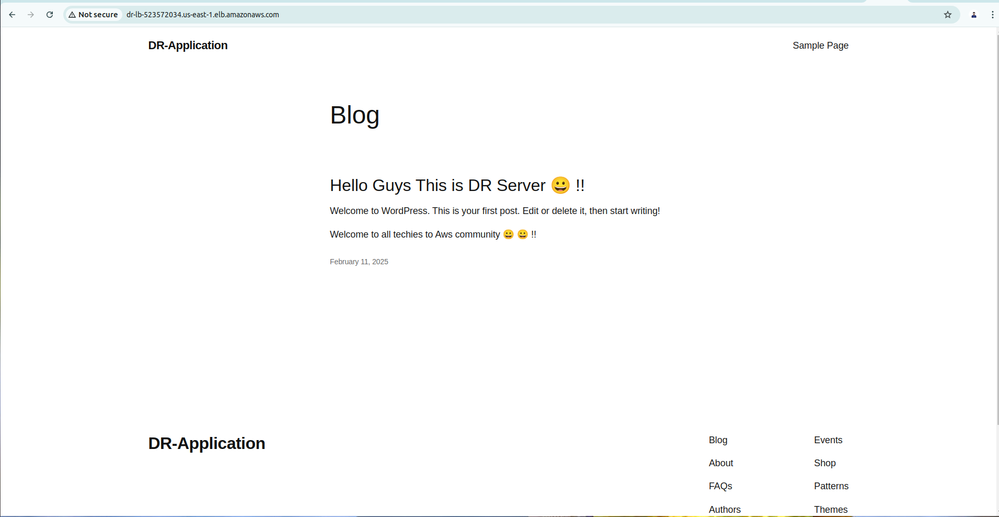 Not secure dr-lb-523572034.us-east-1.elb.amazonaws.com
DR-Application
Sample Page
Blog
Hello Guys This is DR Server 😀 !!
Welcome to WordPress. This is your first post. Edit or delete it, then start writing!
Welcome to all techies to Aws community 😀 😀 !!
February 11, 2025
DR-Application
Blog
About
FAQs
Authors
Events
Shop
Patterns
Themes